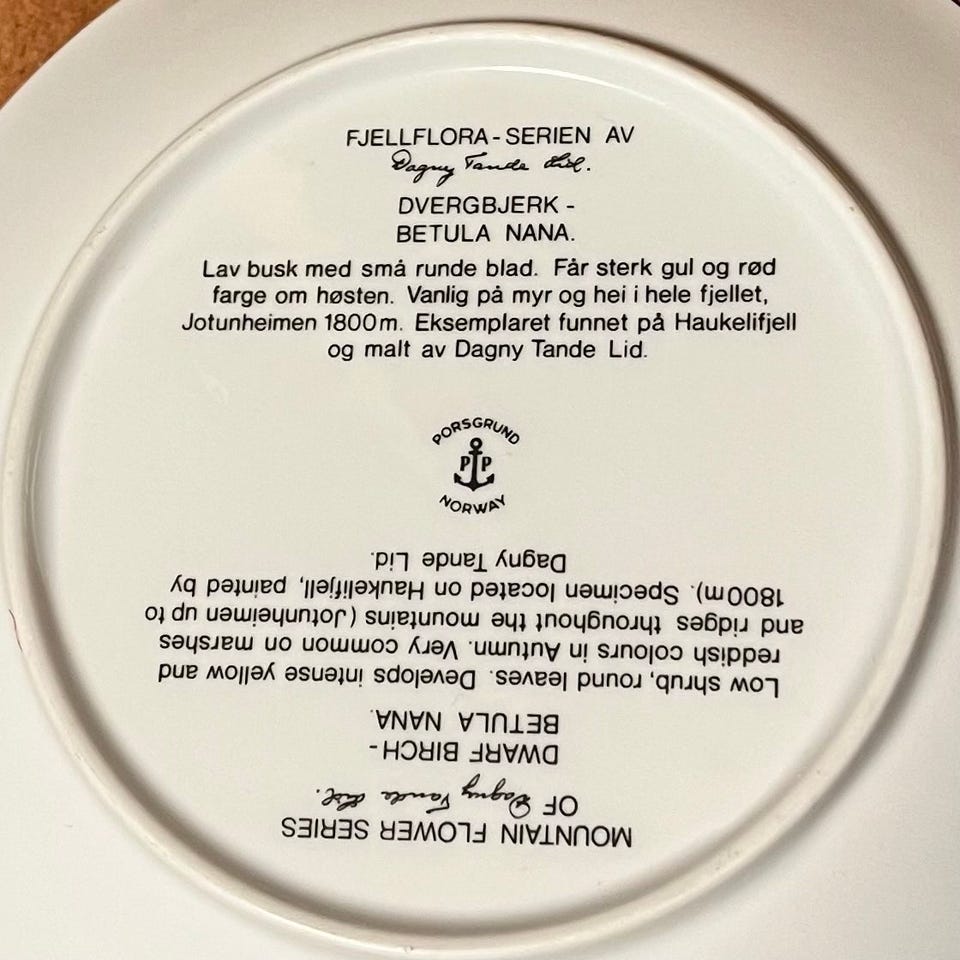 FJELLFLORA - SERIEN AV
Dagny Tande Lid.
DVERGBJERK -
BETULA NANA.
Lav busk med små runde blad. Får sterk gul og rød
farge om høsten. Vanlig på myr og hei i hele fjellet,
Jotunheimen 1800m. Eksemplaret funnet på Haukelifjell
og malt av Dagny Tande Lid.
PORSGRUND
P P
NORWAY
MOUNTAIN FLOWER SERIES
OF Dagny Tande Lid.
DWARF BIRCH -
BETULA NANA.
Low shrub, round leaves. Develops intense yellow and
reddish colours in Autumn. Very common on marshes
and ridges throughout the mountains (Jotunheimen up to
1800m). Specimen located on Haukelifjell, painted by
Dagny Tande Lid.